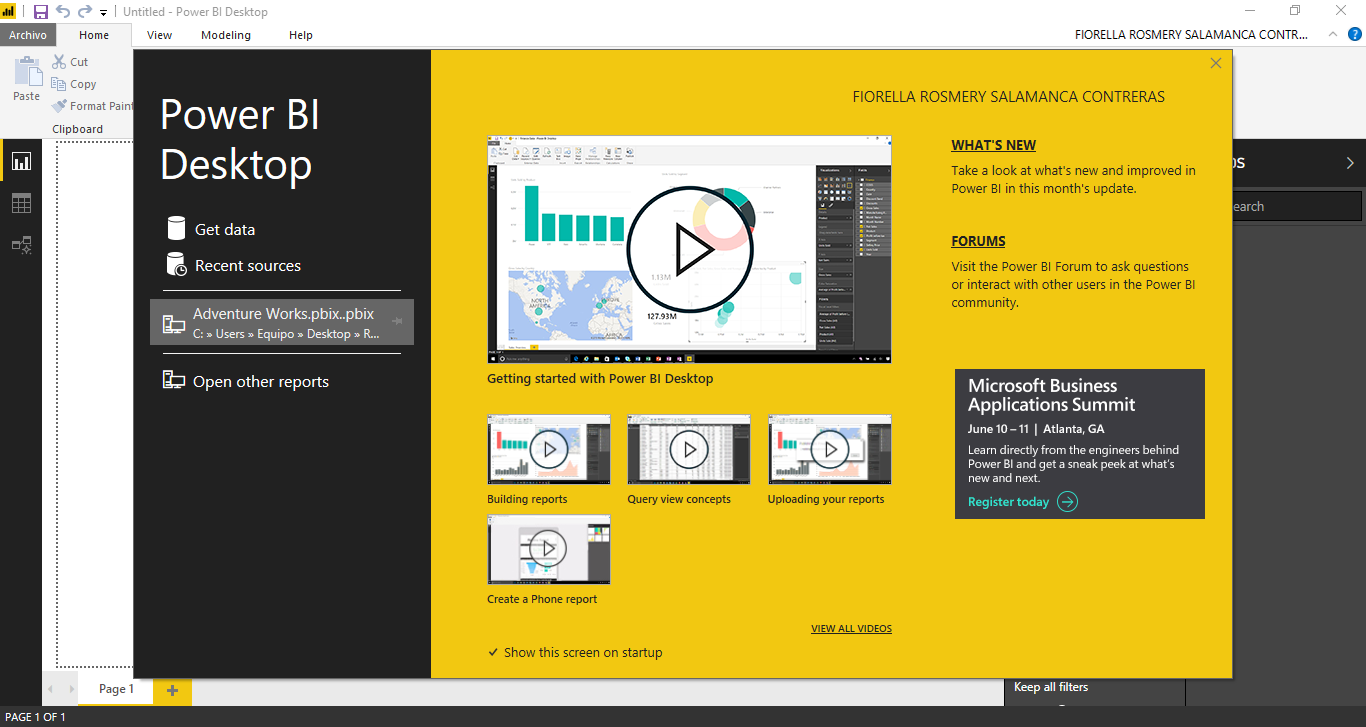 Untitled - Power BI Desktop
Archivo
Home
View
Modeling
Help
FIORELLA ROSMERY SALAMANCA CONTR...
Paste
Cut
Copy
Format Paint
Clipboard
Power BI
Desktop
Get data
Recent sources
Adventure Works.pbix..pbix
C: » Users » Equipo » Desktop » R...
Open other reports
FIORELLA ROSMERY SALAMANCA CONTRERAS
1.13M
NORTH
AMERICA
127.93M
Getting started with Power BI Desktop
Building reports
Query view concepts
Uploading your reports
Create a Phone report
VIEW ALL VIDEOS
Show this screen on startup
WHAT'S NEW
Take a look at what's new and improved in
Power BI in this month's update.
FORUMS
Visit the Power BI Forum to ask questions
or interact with other users in the Power BI
community.
Microsoft Business
Applications Summit
June 10 – 11 | Atlanta, GA
Learn directly from the engineers behind
Power BI and get a sneak peek at what's
new and next.
Register today
earch
Keep all filters
Page 1
PAGE 1 OF 1